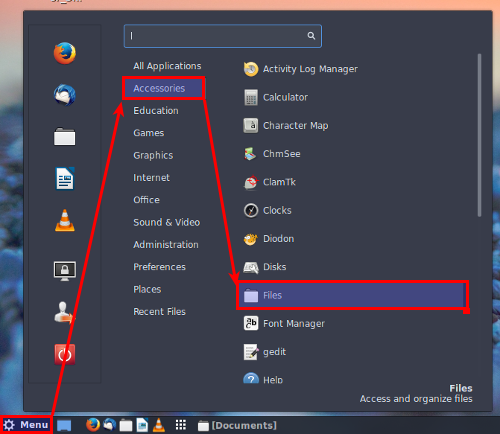 All Applications
Accessories
Education
Games
Graphics
Internet
Office
Sound & Video
Administration
Preferences
Places
Recent Files
Activity Log Manager
Calculator
Character Map
ChmSee
ClamTk
Clocks
Diodon
Disks
Files
Font Manager
gedit
Help
Files
Access and organize files
Menu
[Documents]